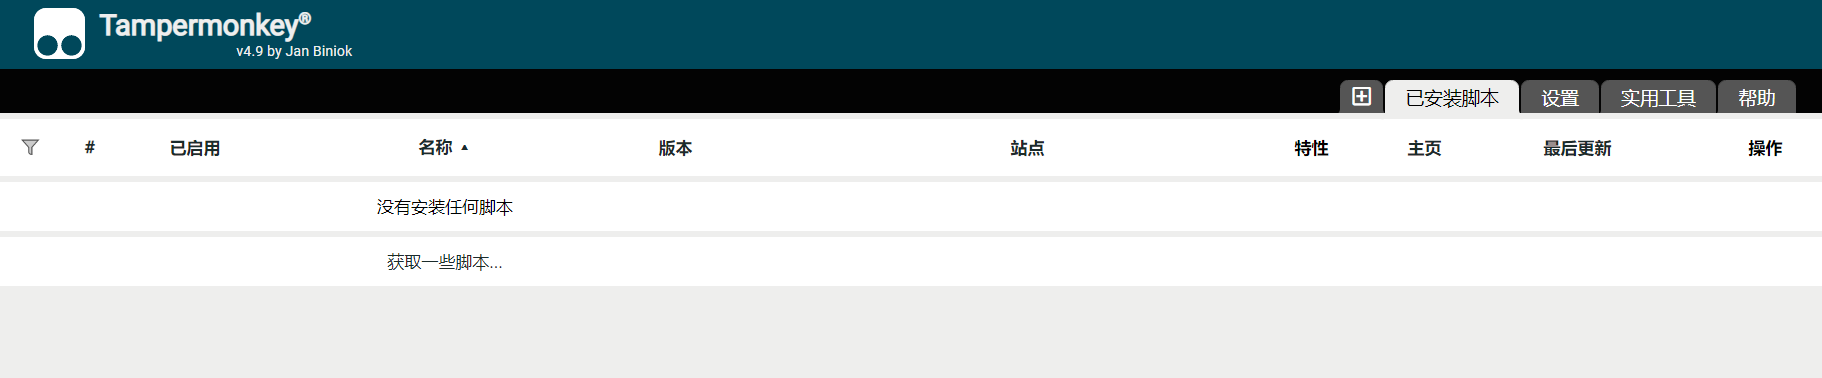 Tampermonkey®
v4.9 by Jan Biniok
已安装脚本 设置 实用工具 帮助
# 已启用 名称 ▲ 版本 站点 特性 主页 最后更新 操作
没有安装任何脚本
获取一些脚本...